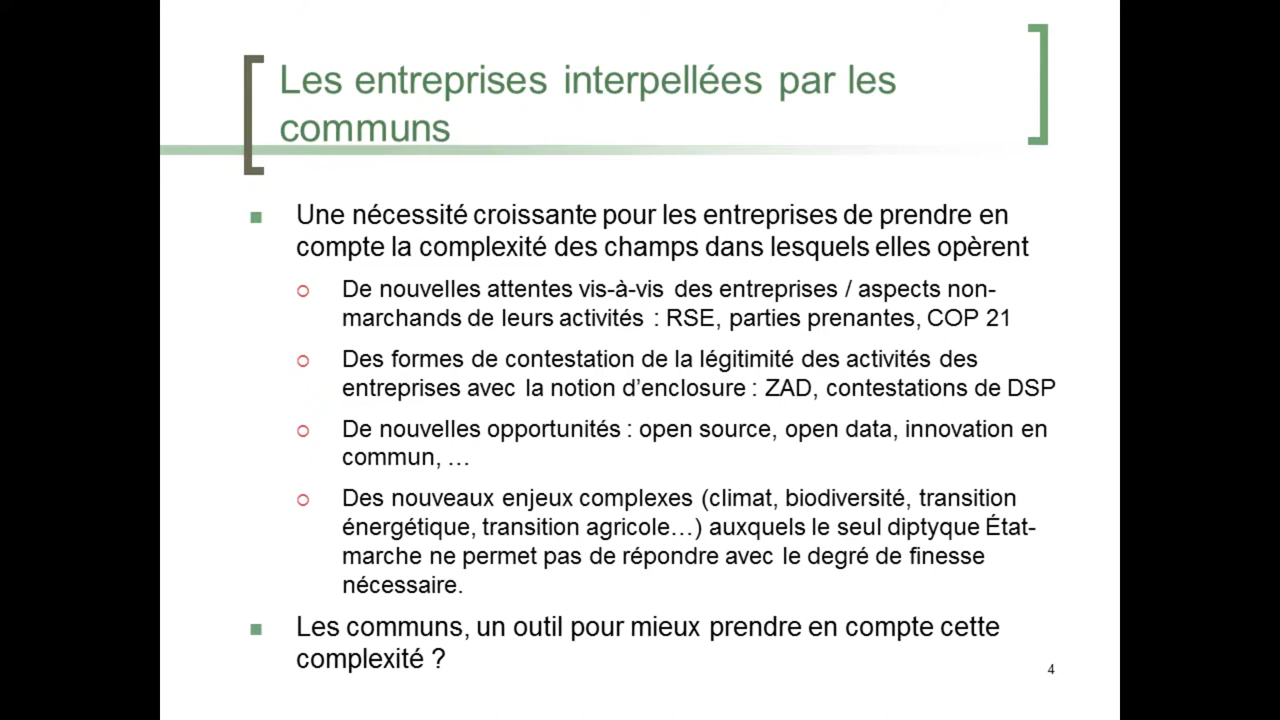 Les entreprises interpellées par les
communs
Une nécessité croissante pour les entreprises de prendre en
compte la complexité des champs dans lesquels elles opèrent
De nouvelles attentes vis-à-vis des entreprises / aspects non-
marchands de leurs activités : RSE, parties prenantes, COP 21
Des formes de contestation de la légitimité des activités des
entreprises avec la notion d’enclosure : ZAD, contestations de DSP
De nouvelles opportunités : open source, open data, innovation en
commun, …
Des nouveaux enjeux complexes (climat, biodiversité, transition
énergétique, transition agricole…) auxquels le seul diptyque État-
marche ne permet pas de répondre avec le degré de finesse
nécessaire.
Les communs, un outil pour mieux prendre en compte cette
complexité ?
4